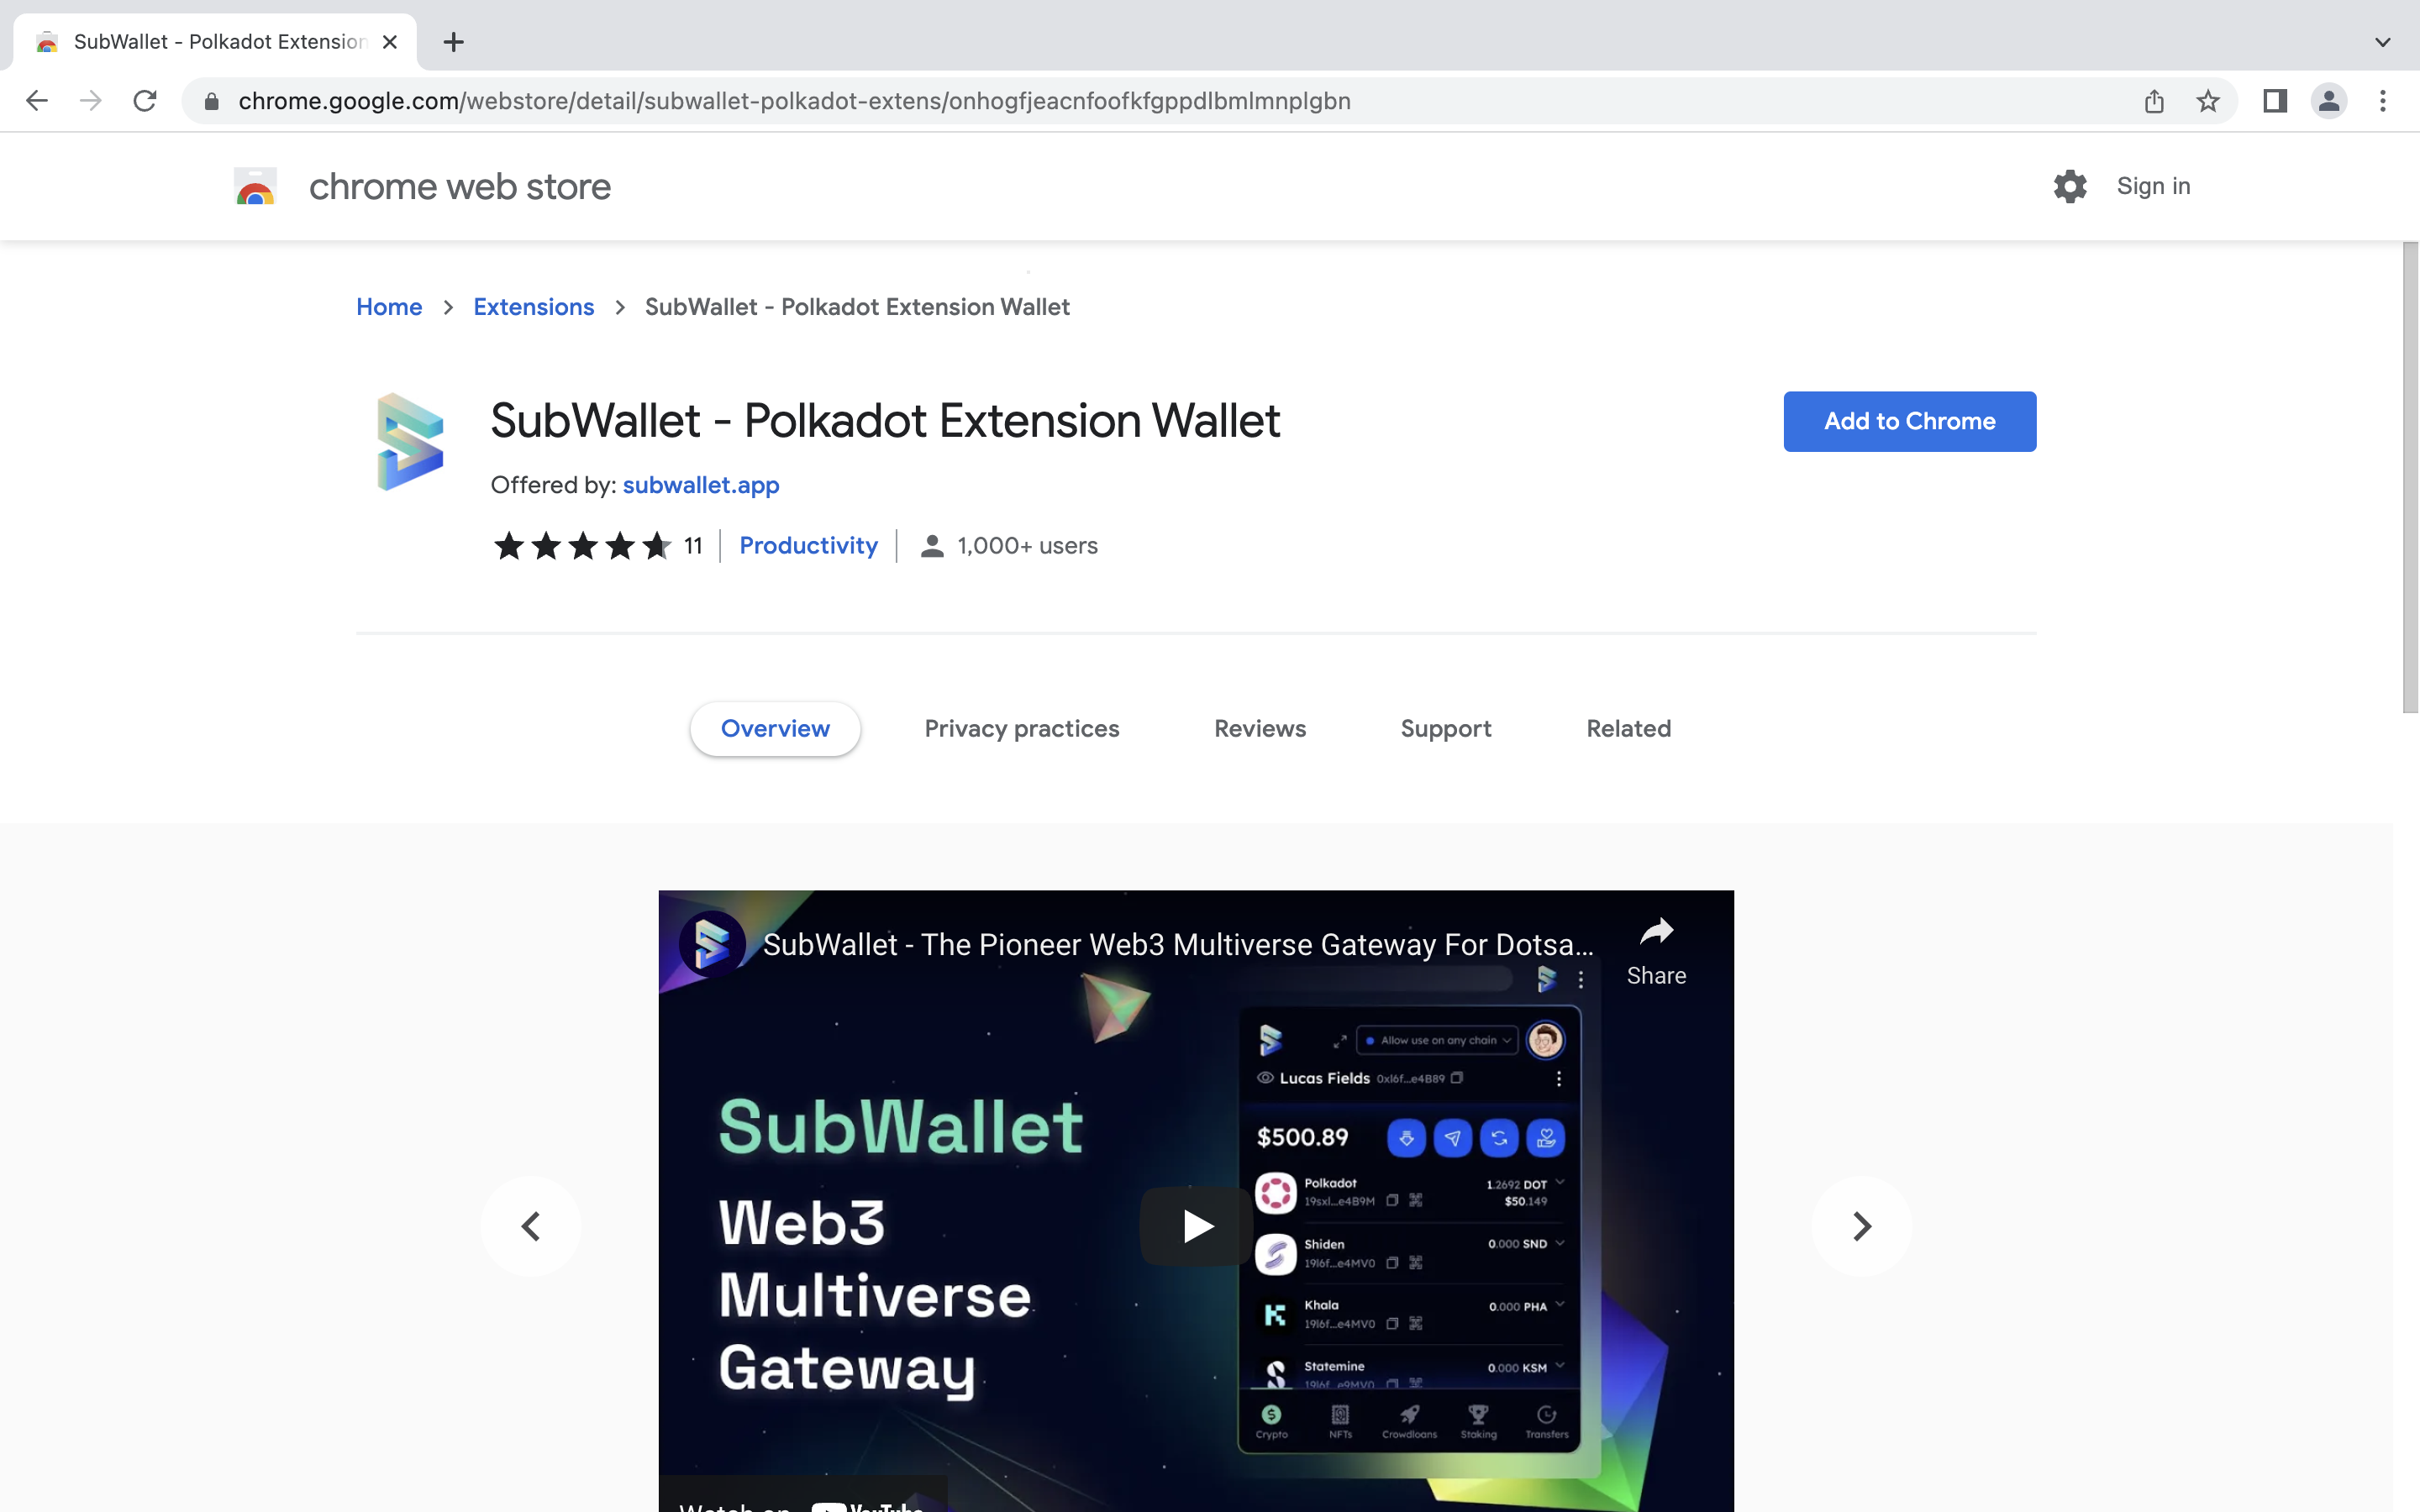 SubWallet - Polkadot Extension
chrome.google.com/webstore/detail/subwallet-polkadot-extens/onhogfjeacnfoofkfgppdlbmlmnplgbn
chrome web store
Sign in
Home
Extensions
SubWallet - Polkadot Extension Wallet
SubWallet - Polkadot Extension Wallet
Add to Chrome
Offered by: subwallet.app
11
Productivity
1,000+ users
Overview
Privacy practices
Reviews
Support
Related
SubWallet - The Pioneer Web3 Multiverse Gateway For Dotsa...
Share
SubWallet
Web3
Multiverse
Gateway
Allow use on any chain
Lucas Fields 0x16f...e4B89
$500.89
Polkadot
1.2692 DOT
19sxl...e4B9M
$50.149
Shiden
0.000 SND
19l6f...e4MV0
Khala
0.000 PHA
19l6f...e4MV0
Statemine
0.000 KSM
19l6f...e9MV0
Crypto
NFTs
Crowdloans
Staking
Transfers
Watch on YouTube